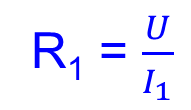 R₁ = U/I₁